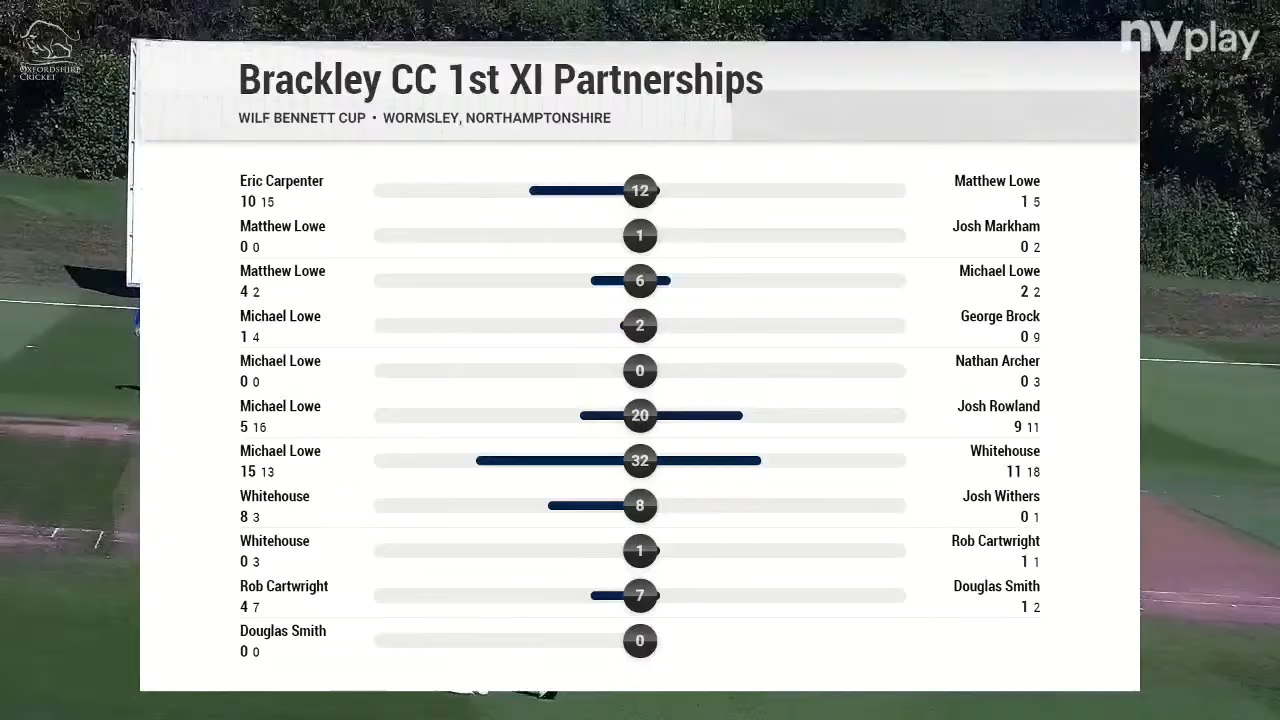 OXFORDSHIRE
CRICKET
nvplay
Brackley CC 1st XI Partnerships
WILF BENNETT CUP • WORMSLEY, NORTHAMPTONSHIRE
Eric Carpenter 12 Matthew Lowe
10 15 1 5
Matthew Lowe 1 Josh Markham
0 0 0 2
Matthew Lowe 6 Michael Lowe
4 2 2 2
Michael Lowe 2 George Brock
1 4 0 9
Michael Lowe 0 Nathan Archer
0 0 0 3
Michael Lowe 20 Josh Rowland
5 16 9 11
Michael Lowe 32 Whitehouse
15 13 11 18
Whitehouse 8 Josh Withers
8 3 0 1
Whitehouse 1 Rob Cartwright
0 3 1 1
Rob Cartwright 7 Douglas Smith
4 7 1 2
Douglas Smith 0
0 0